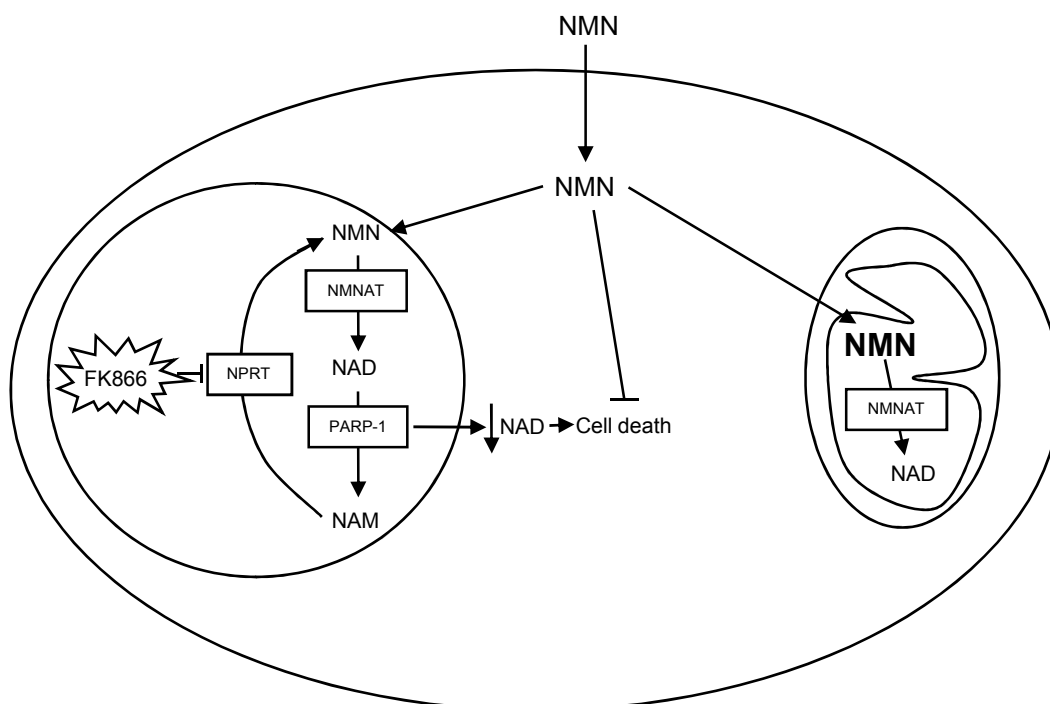 NMN
NMN
NMN
NMNAT
NAD
FK866
NPRT
PARP-1
NAD
Cell death
NAM
NMN
NMNAT
NAD